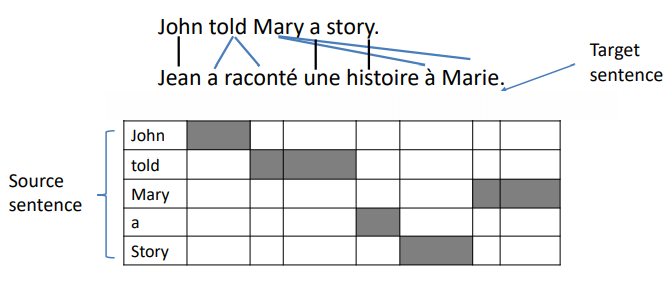 John told Mary a story.
Target
sentence
Jean a raconté une histoire à Marie.
John
told
Source
sentence
Mary
a
Story